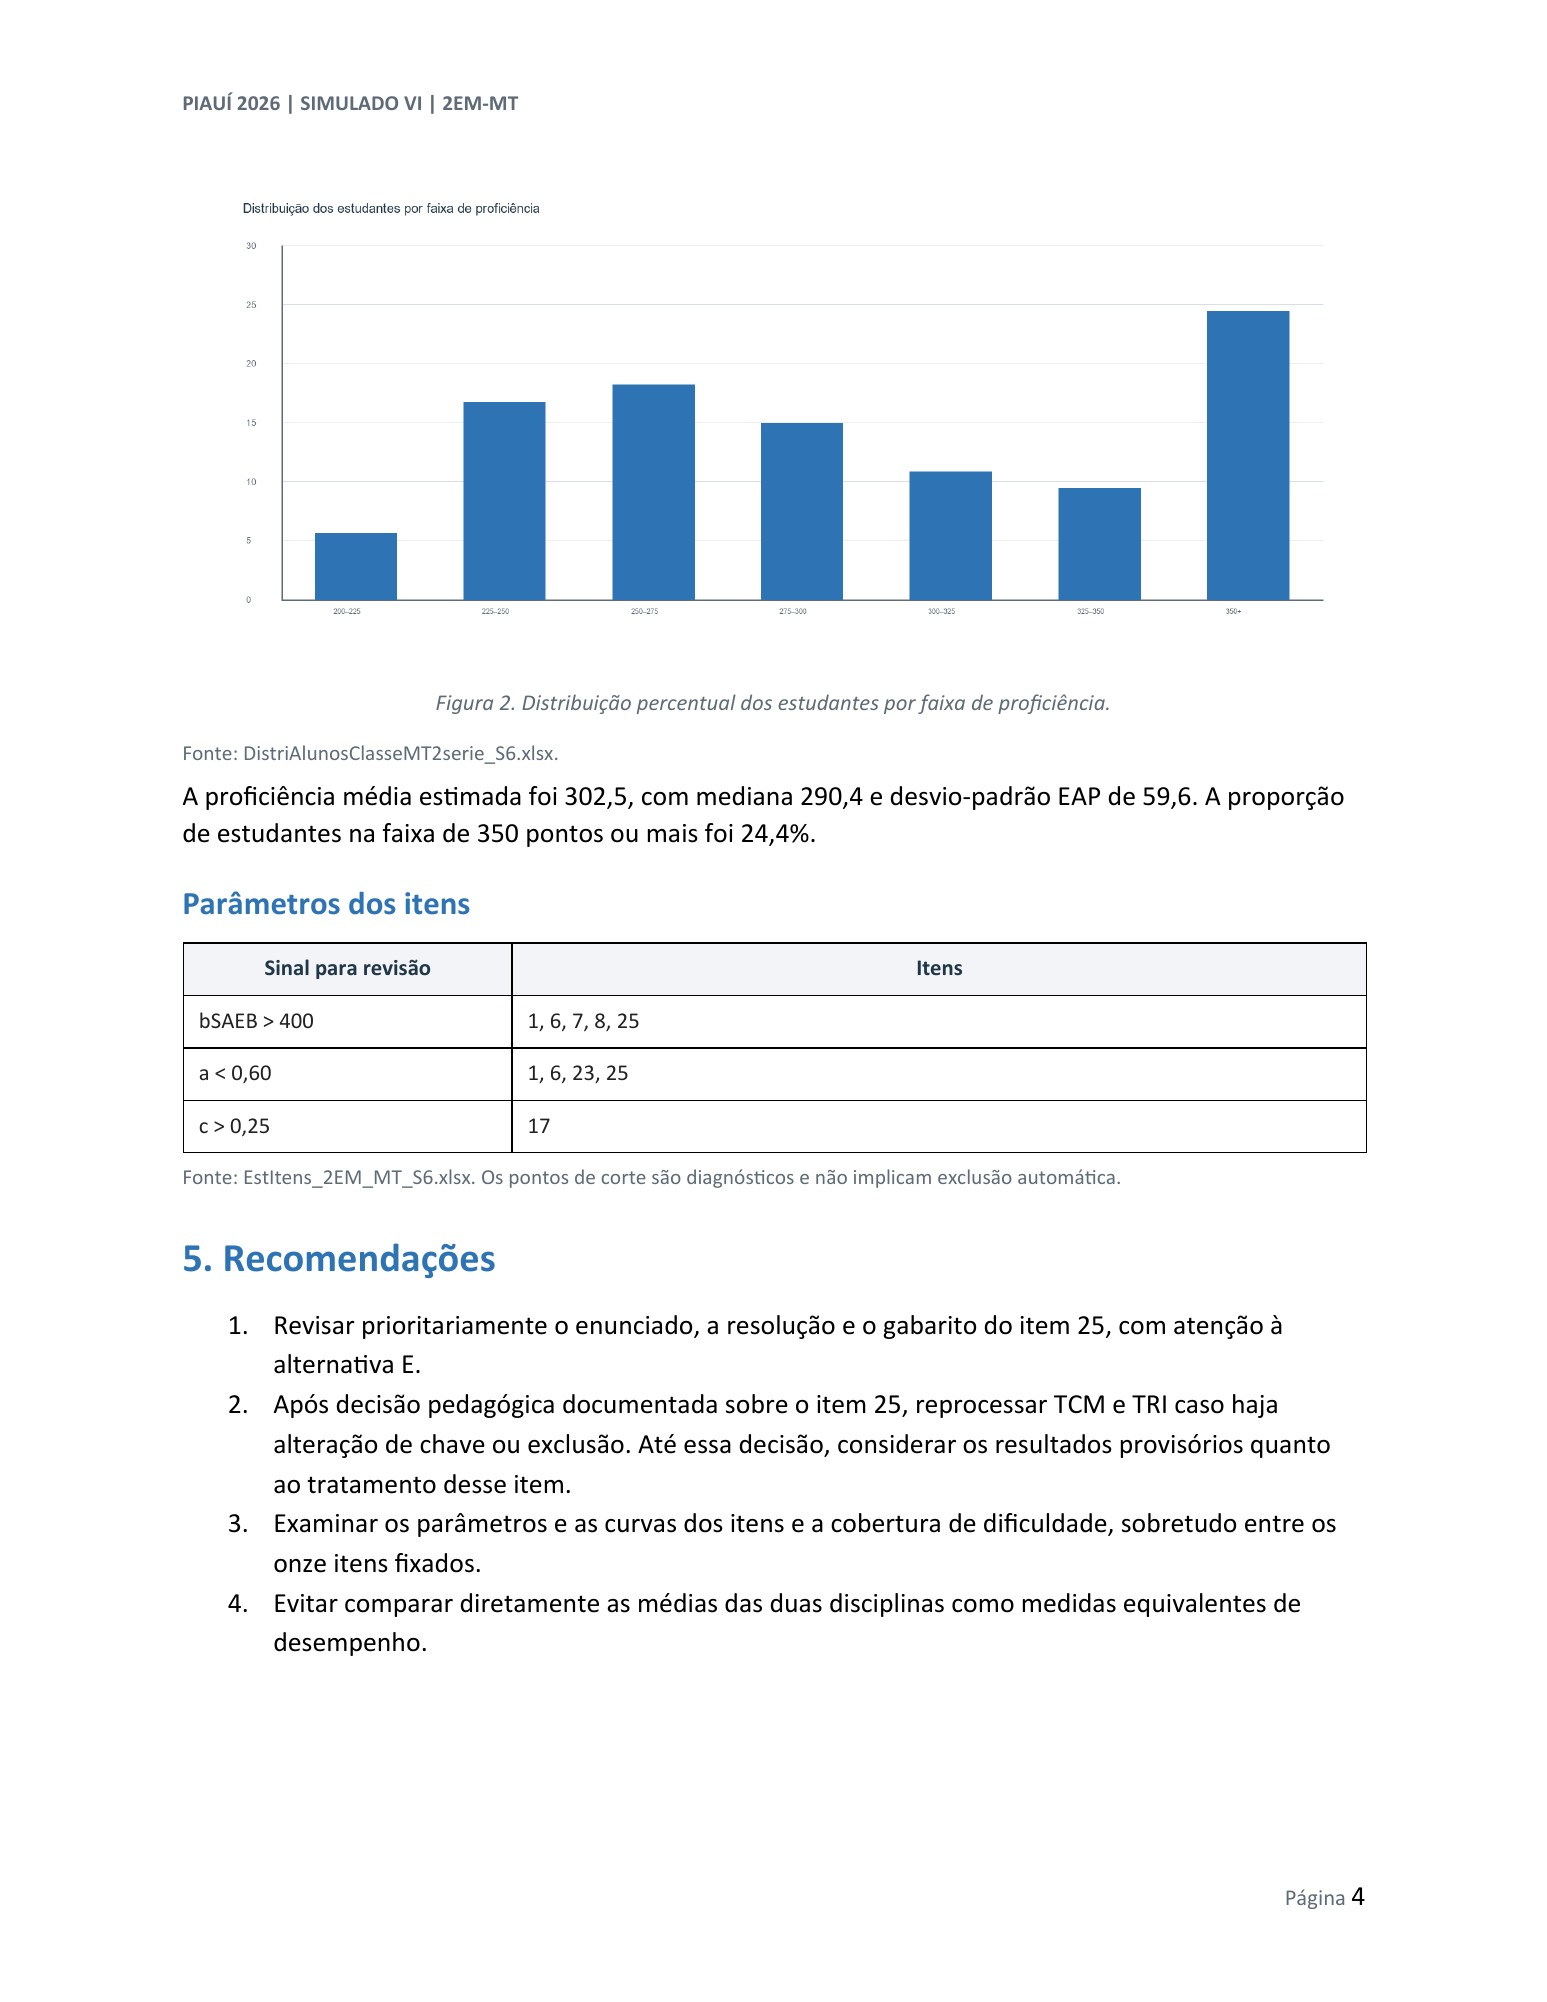 PIAUÍ 2026 | SIMULADO VI | 2EM-MT
Distribuição dos estudantes por faixa de proficiência
30
25
20
15
10
5
0
200–225 225–250 250–275 275–300 300–325 325–350 350+
Figura 2. Distribuição percentual dos estudantes por faixa de proficiência.
Fonte: DistriAlunosClasseMT2serie_S6.xlsx.
A proficiência média estimada foi 302,5, com mediana 290,4 e desvio-padrão EAP de 59,6. A proporção
de estudantes na faixa de 350 pontos ou mais foi 24,4%.
Parâmetros dos itens
Sinal para revisão Itens
bSAEB > 400 1, 6, 7, 8, 25
a < 0,60 1, 6, 23, 25
c > 0,25 17
Fonte: EstItens_2EM_MT_S6.xlsx. Os pontos de corte são diagnósticos e não implicam exclusão automática.
5. Recomendações
1. Revisar prioritariamente o enunciado, a resolução e o gabarito do item 25, com atenção à
alternativa E.
2. Após decisão pedagógica documentada sobre o item 25, reprocessar TCM e TRI caso haja
alteração de chave ou exclusão. Até essa decisão, considerar os resultados provisórios quanto
ao tratamento desse item.
3. Examinar os parâmetros e as curvas dos itens e a cobertura de dificuldade, sobretudo entre os
onze itens fixados.
4. Evitar comparar diretamente as médias das duas disciplinas como medidas equivalentes de
desempenho.
Página 4